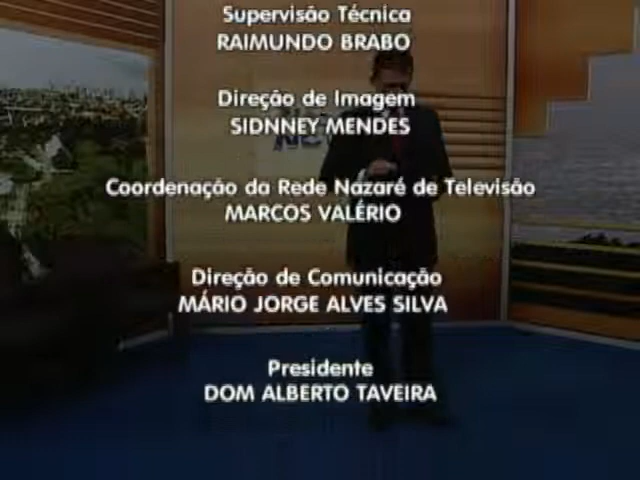 Supervisão Técnica
RAIMUNDO BRABO
Direção de Imagem
SIDNNEY MENDES
Coordenação da Rede Nazaré de Televisão
MARCOS VALÉRIO
Direção de Comunicação
MÁRIO JORGE ALVES SILVA
Presidente
DOM ALBERTO TAVEIRA